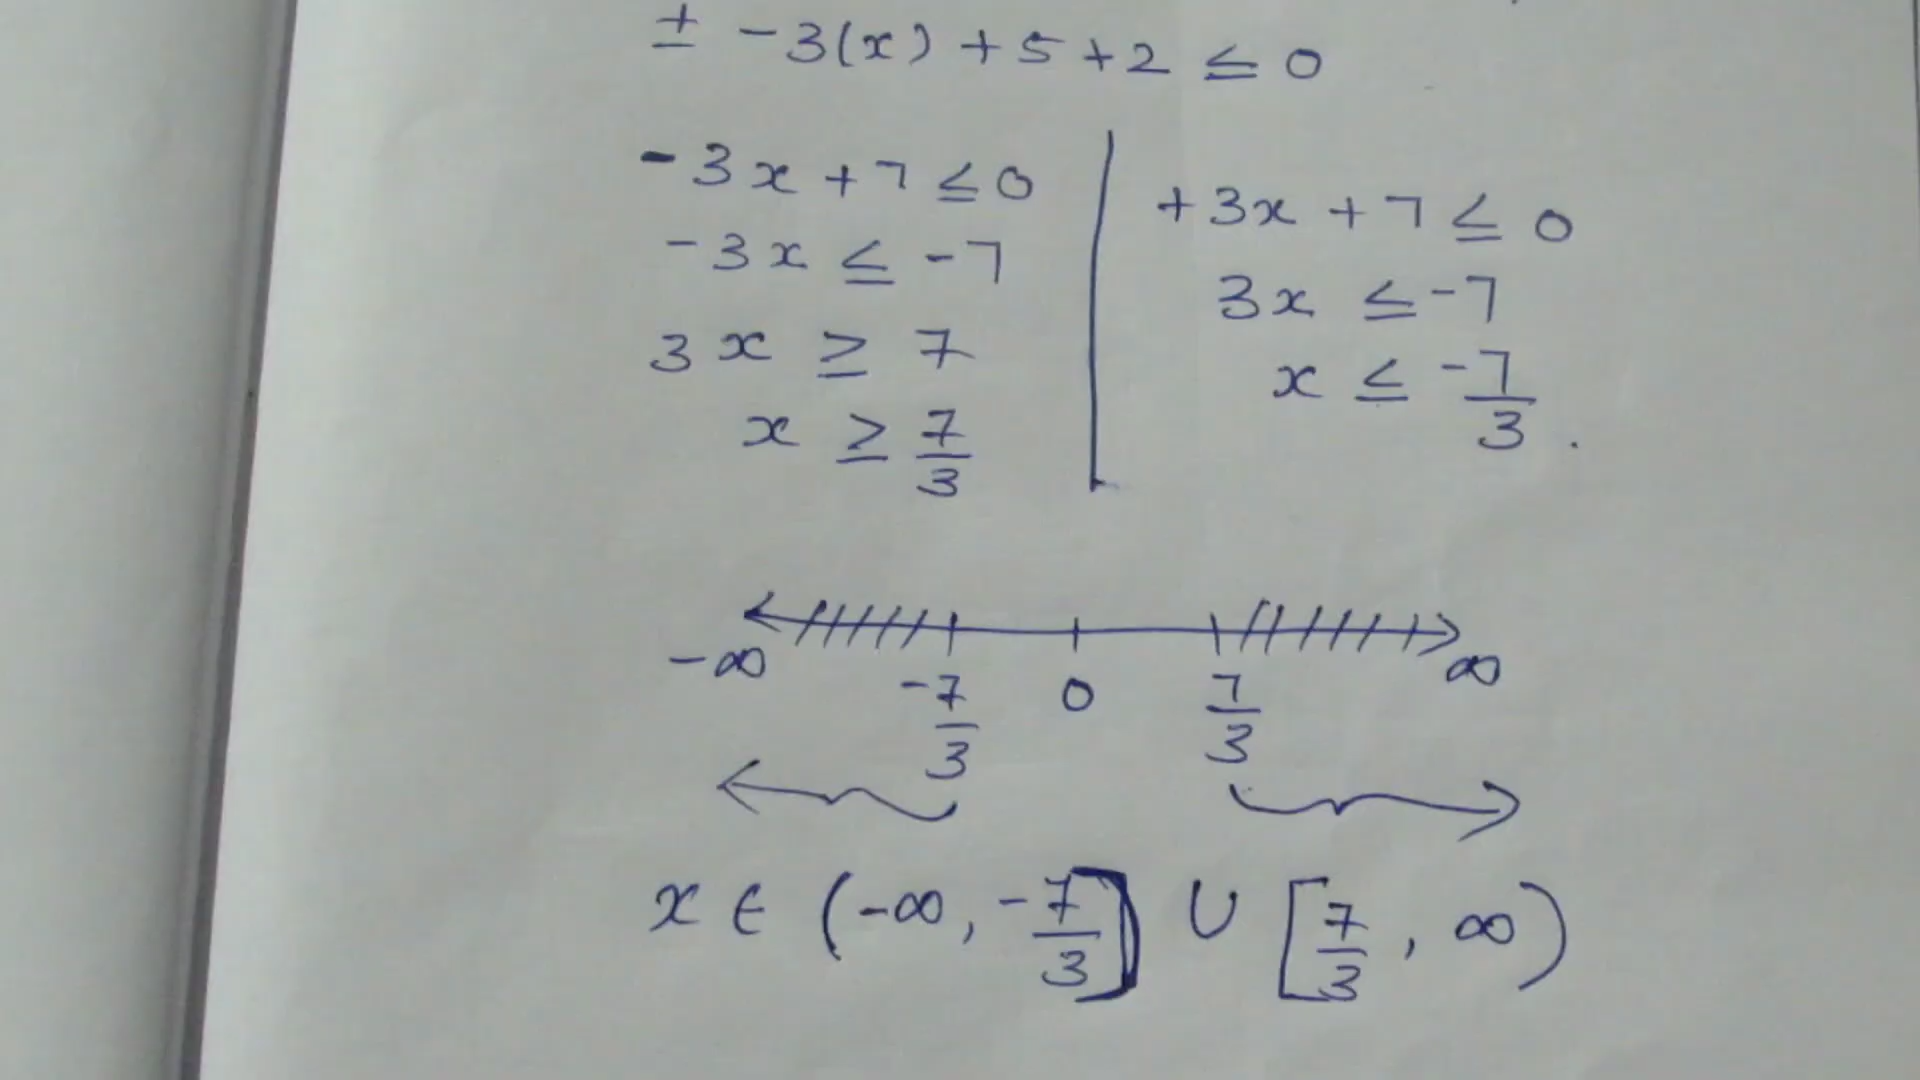 ± -3(x) + 5 + 2 ≤ 0
-3x + 7 ≤ 0
-3x ≤ -7
3x ≥ 7
x ≥ 7/3
+3x + 7 ≤ 0
3x ≤ -7
x ≤ -7/3 .
-∞ -7/3 0 7/3 ∞
x ∈ (-∞, -7/3] ∪ [7/3, ∞)